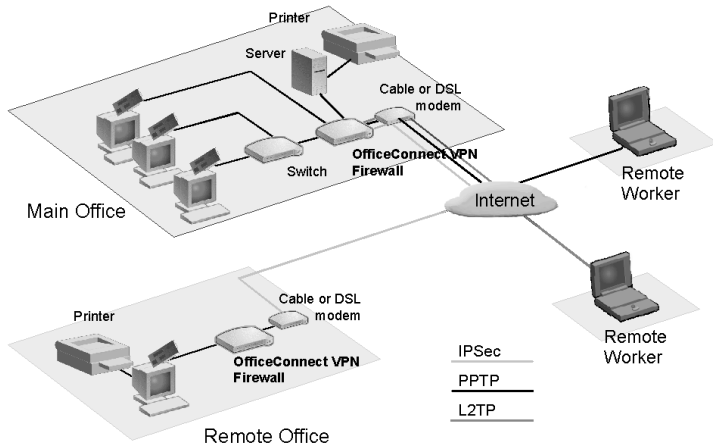 Printer
Server
Cable or DSL
modem
OfficeConnect VPN
Firewall
Switch
Main Office
Internet
Remote
Worker
Remote
Worker
Cable or DSL
modem
Printer
OfficeConnect VPN
Firewall
Remote Office
IPSec
PPTP
L2TP